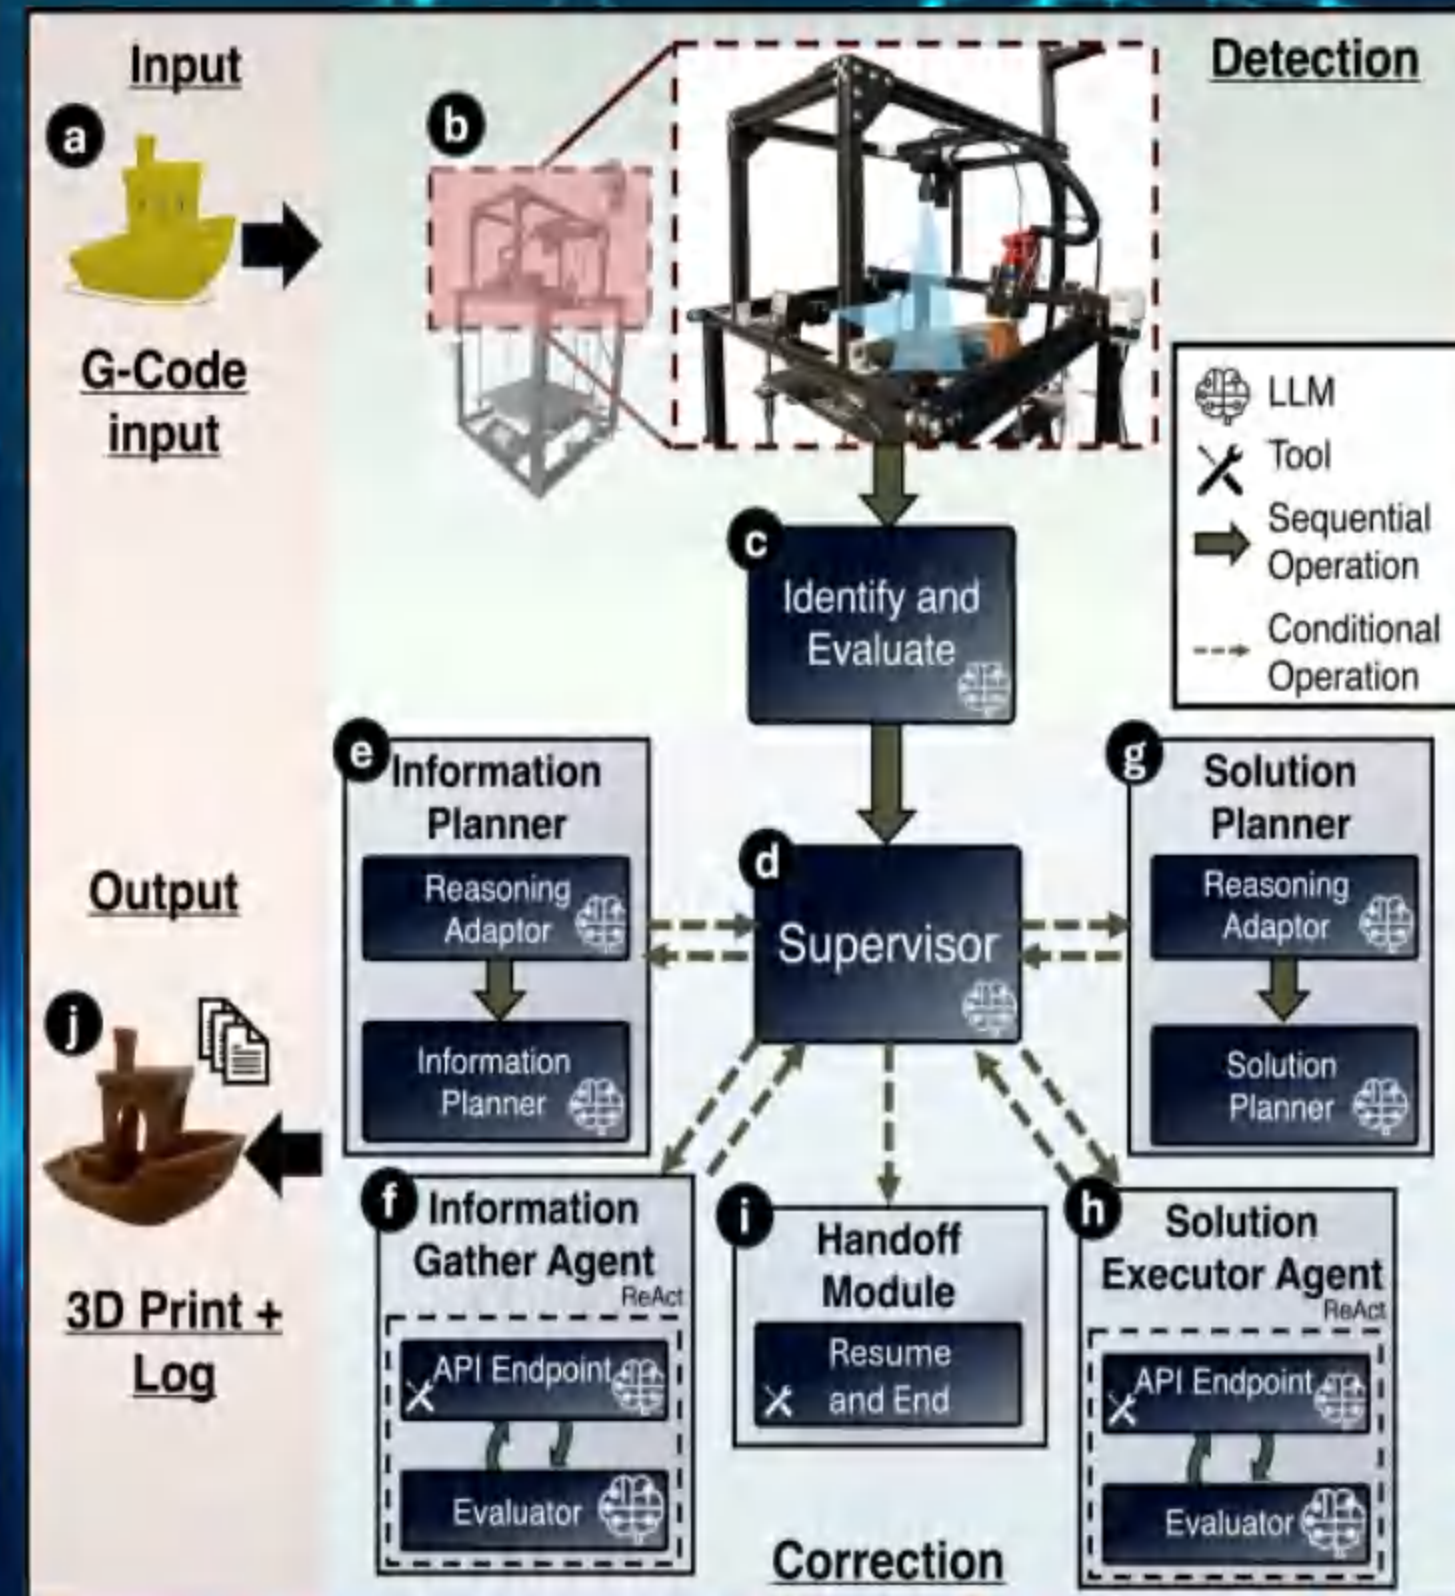 Input
a
G-Code
input
Output
j
3D Print +
Log
Detection
b
LLM
Tool
Sequential
Operation
Conditional
Operation
c
Identify and
Evaluate
e
Information
Planner
Reasoning
Adaptor
Information
Planner
d
Supervisor
g
Solution
Planner
Reasoning
Adaptor
Solution
Planner
f
Information
Gather Agent
ReAct
API Endpoint
Evaluator
i
Handoff
Module
Resume
and End
h
Solution
Executor Agent
ReAct
API Endpoint
Evaluator
Correction